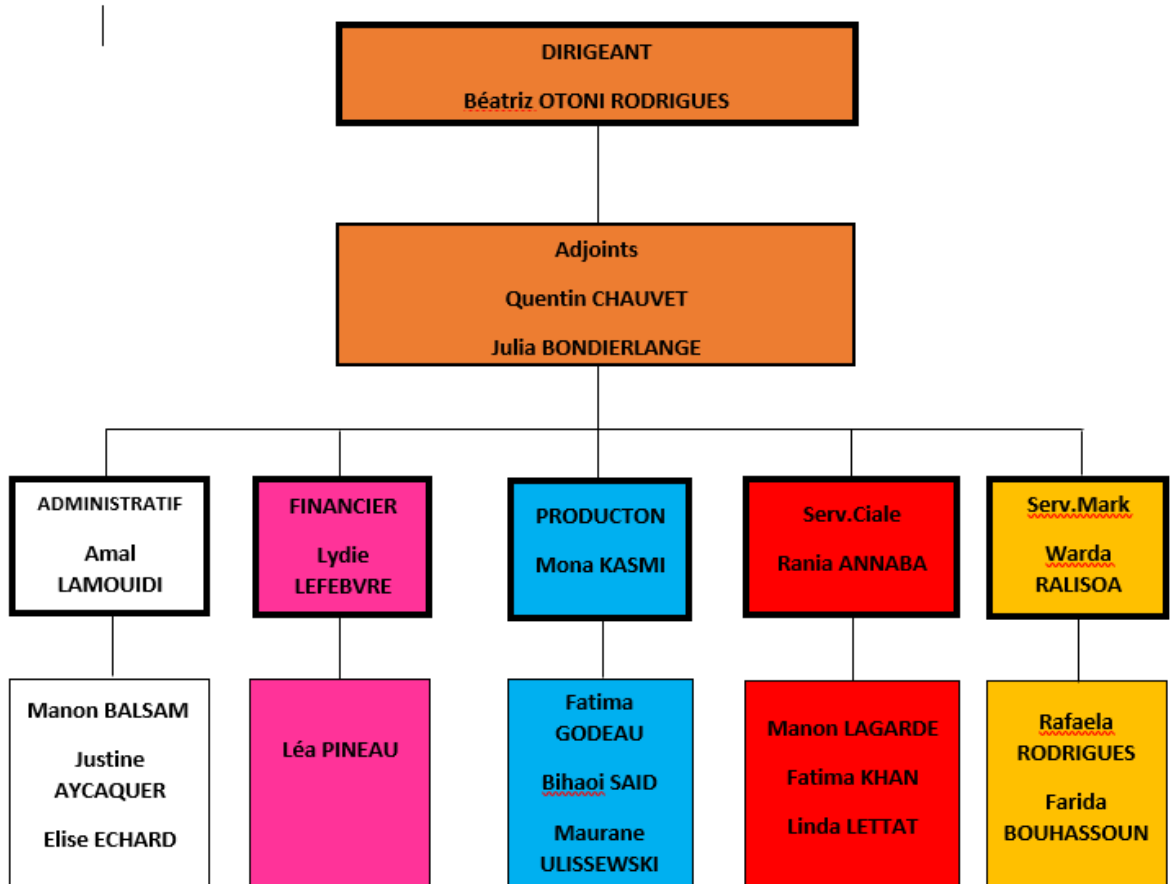 DIRIGEANT
Béatriz OTONI RODRIGUES
Adjoints
Quentin CHAUVET
Julia BONDIERLANGE
ADMINISTRATIF
Amal
LAMOUIDI
FINANCIER
Lydie
LEFEBVRE
PRODUCTON
Mona KASMI
Serv.Ciale
Rania ANNABA
Serv.Mark
Warda
RALISOA
Manon BALSAM
Justine
AYCAQUER
Elise ECHARD
Léa PINEAU
Fatima
GODEAU
Bihaoi SAID
Maurane
ULISSEWSKI
Manon LAGARDE
Fatima KHAN
Linda LETTAT
Rafaela
RODRIGUES
Farida
BOUHASSOUN